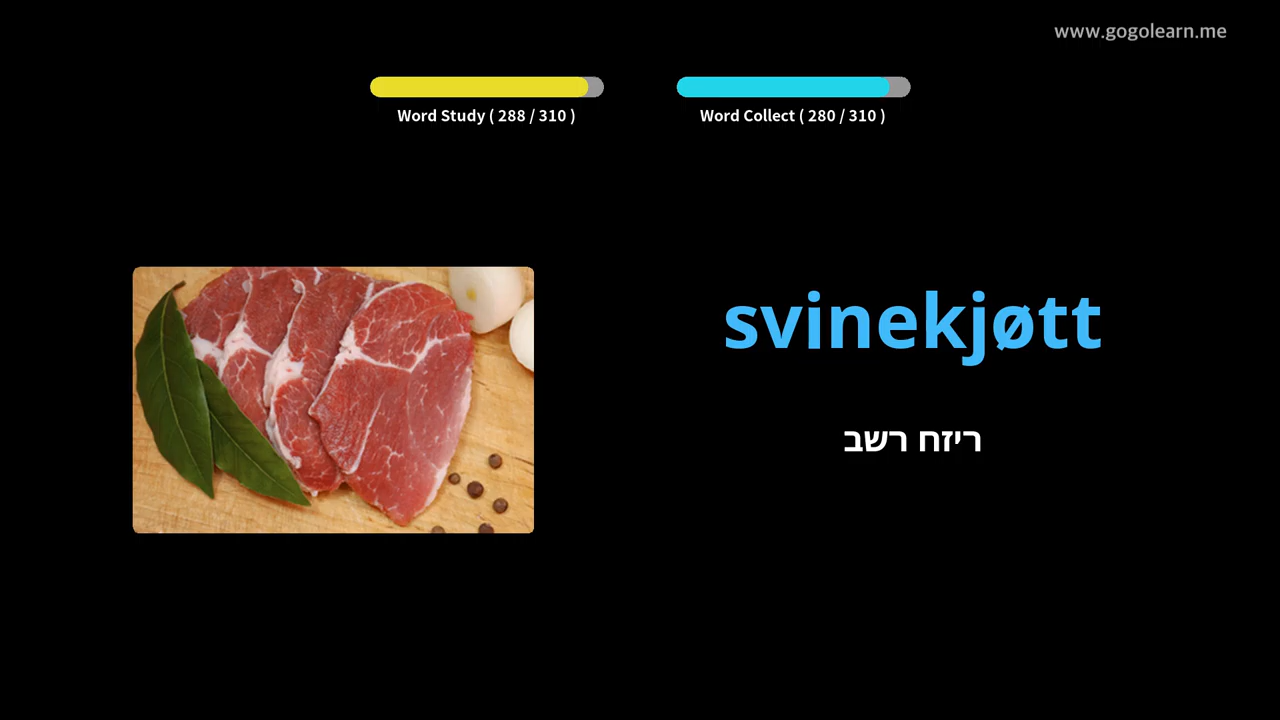 www.gogolearn.me
Word Study ( 288 / 310 )
Word Collect ( 280 / 310 )
svinekjøtt
ריזח רשב